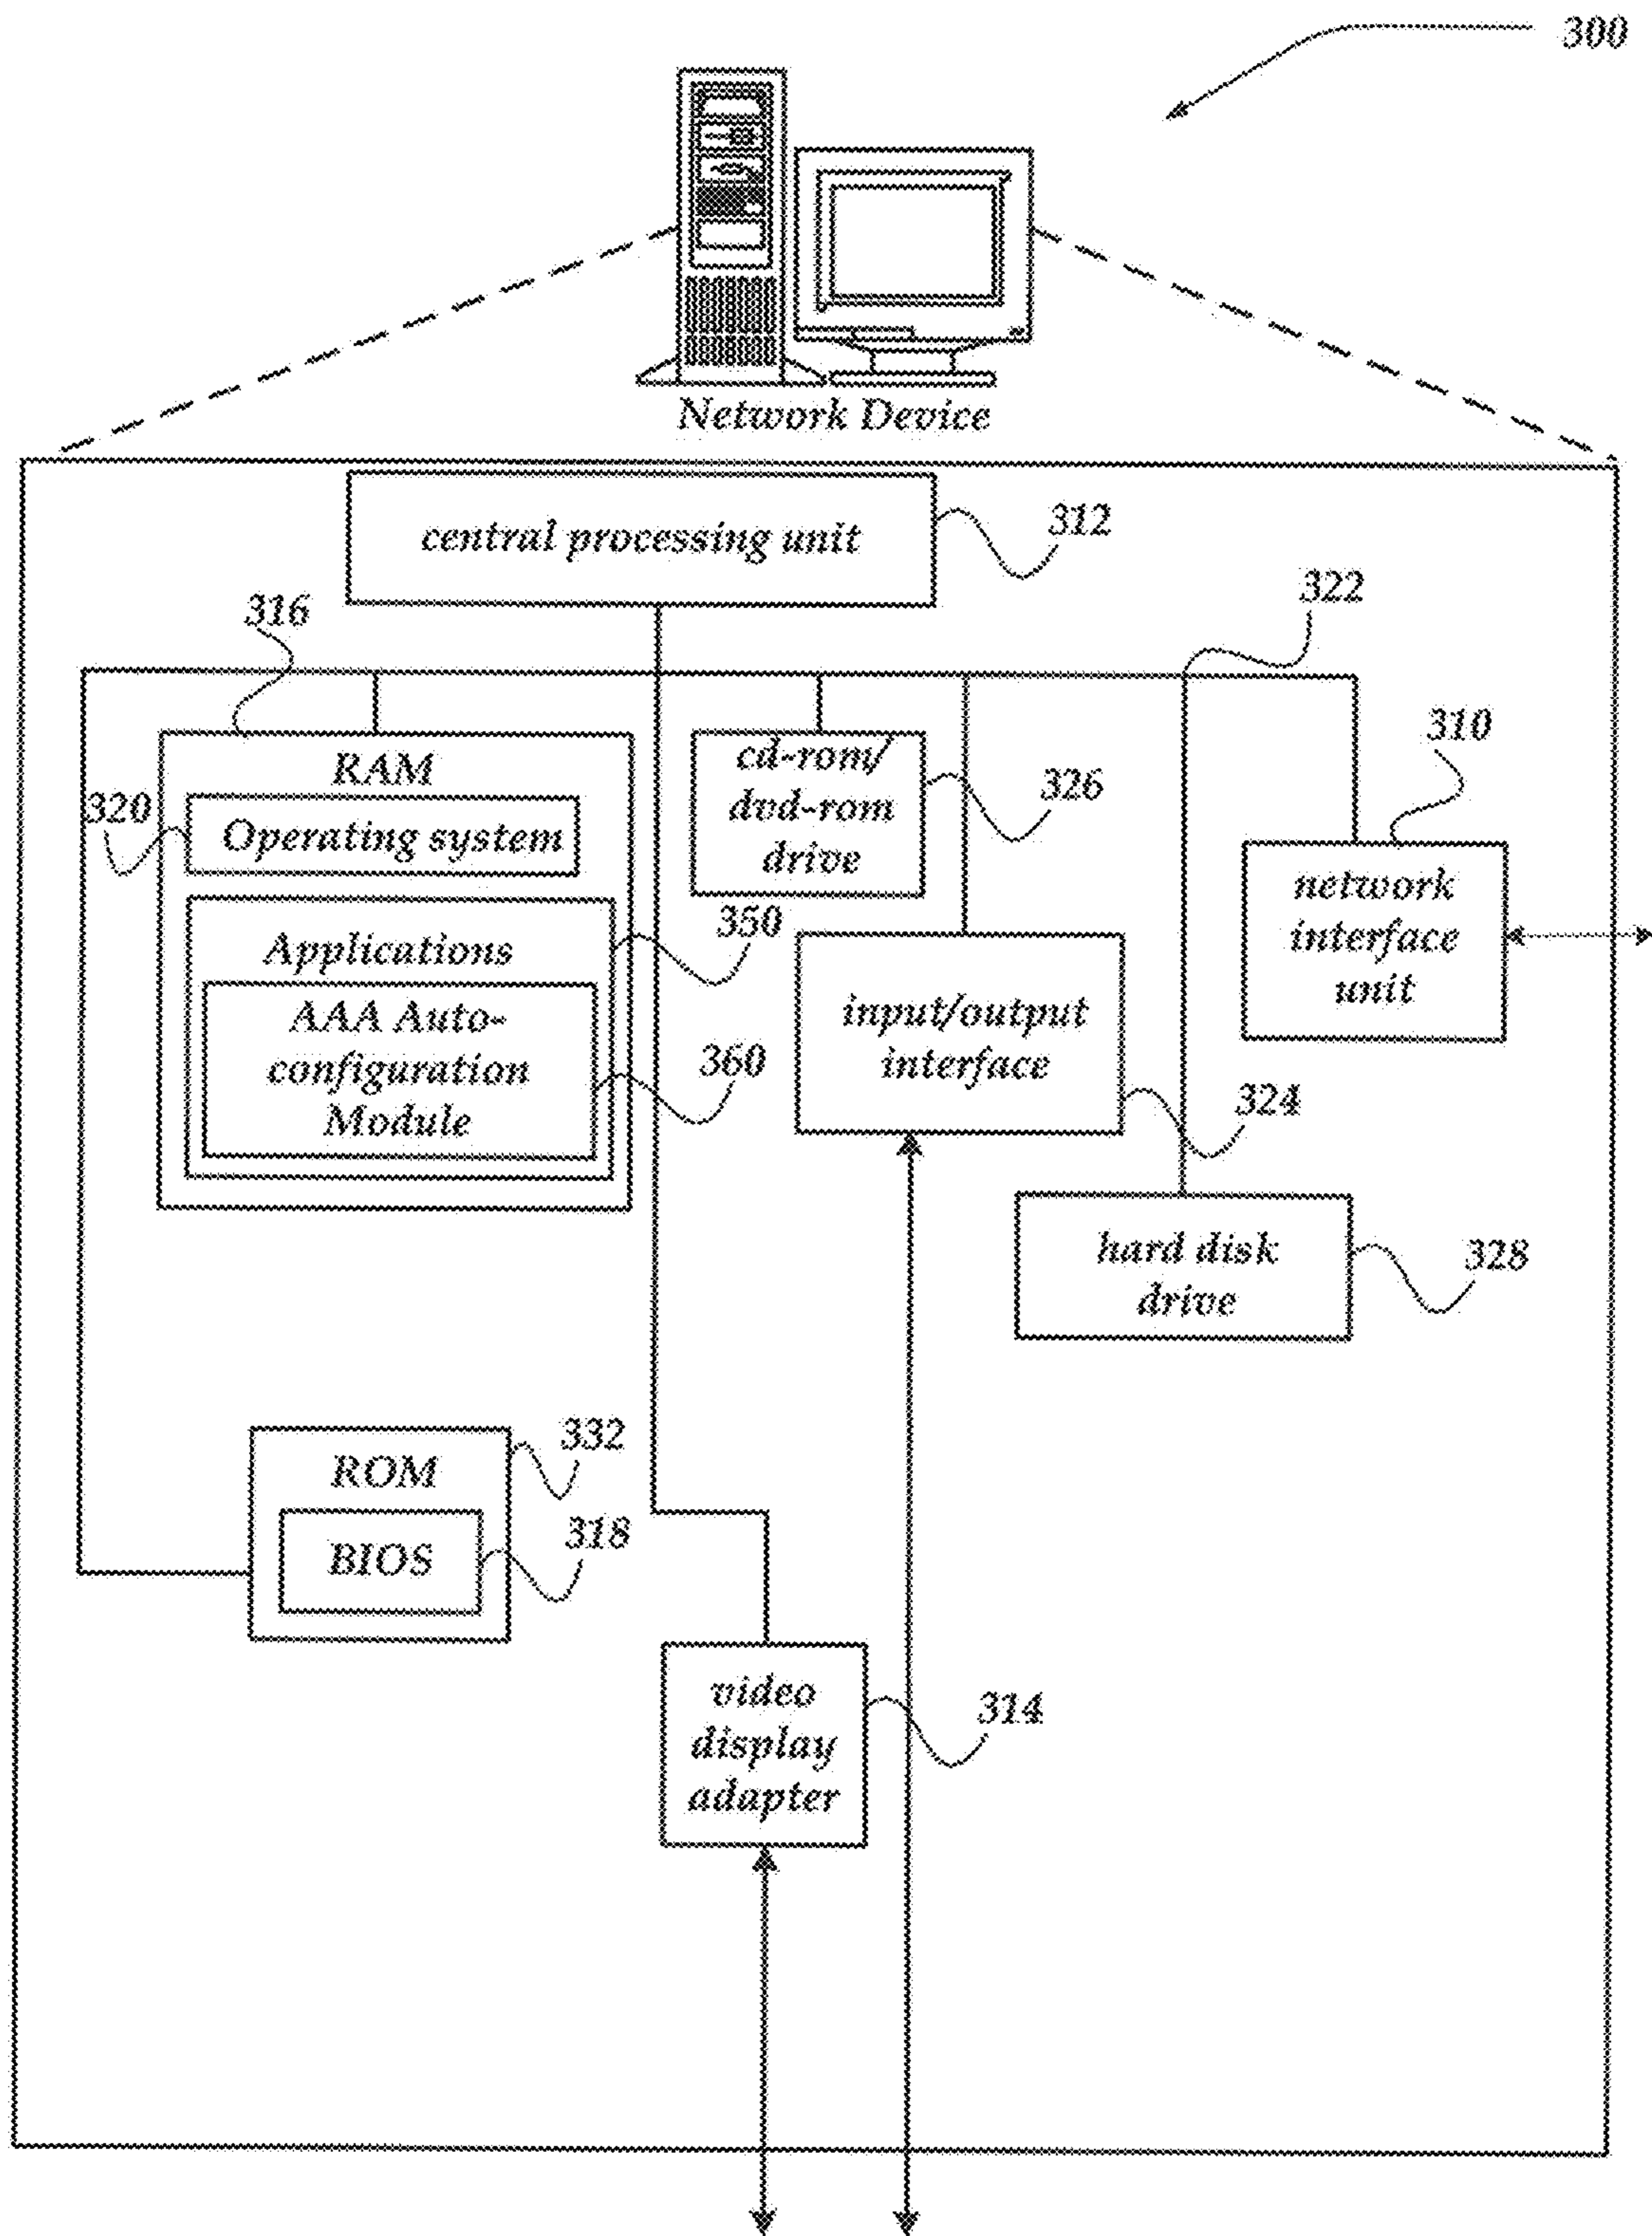 300
Network Device
central processing unit
312
322
316
RAM
320
Operating system
cd-rom/
dvd-rom
drive
326
310
network
interface
unit
Applications
350
AAA Auto-
configuration
Module
360
input/output
interface
324
hard disk
drive
328
ROM
332
BIOS
318
video
display
adapter
314